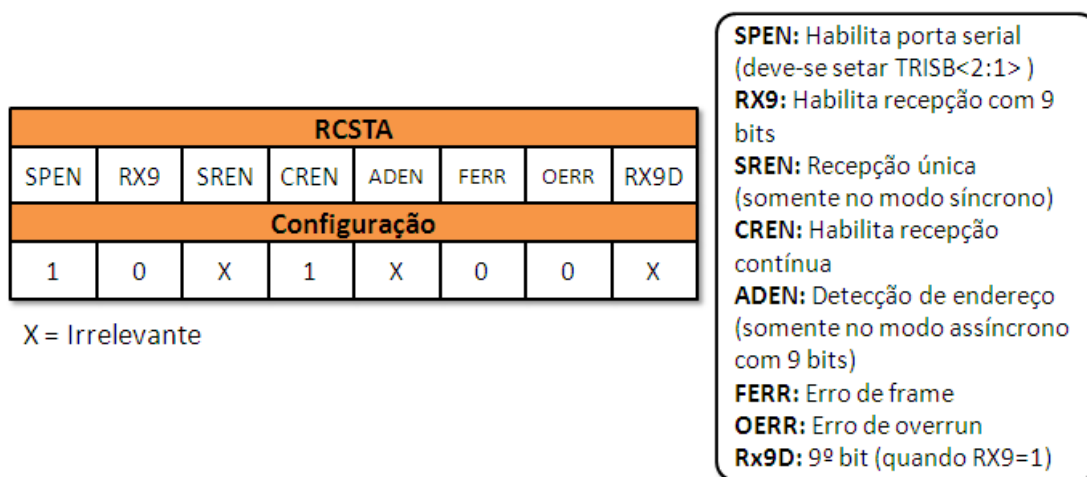 RCSTA
SPEN RX9 SREN CREN ADEN FERR OERR RX9D
Configuração
1 0 X 1 X 0 0 X
X = Irrelevante
SPEN: Habilita porta serial
(deve-se setar TRISB<2:1> )
RX9: Habilita recepção com 9
bits
SREN: Recepção única
(somente no modo síncrono)
CREN: Habilita recepção
contínua
ADEN: Detecção de endereço
(somente no modo assíncrono
com 9 bits)
FERR: Erro de frame
OERR: Erro de overrun
Rx9D: 9º bit (quando RX9=1)